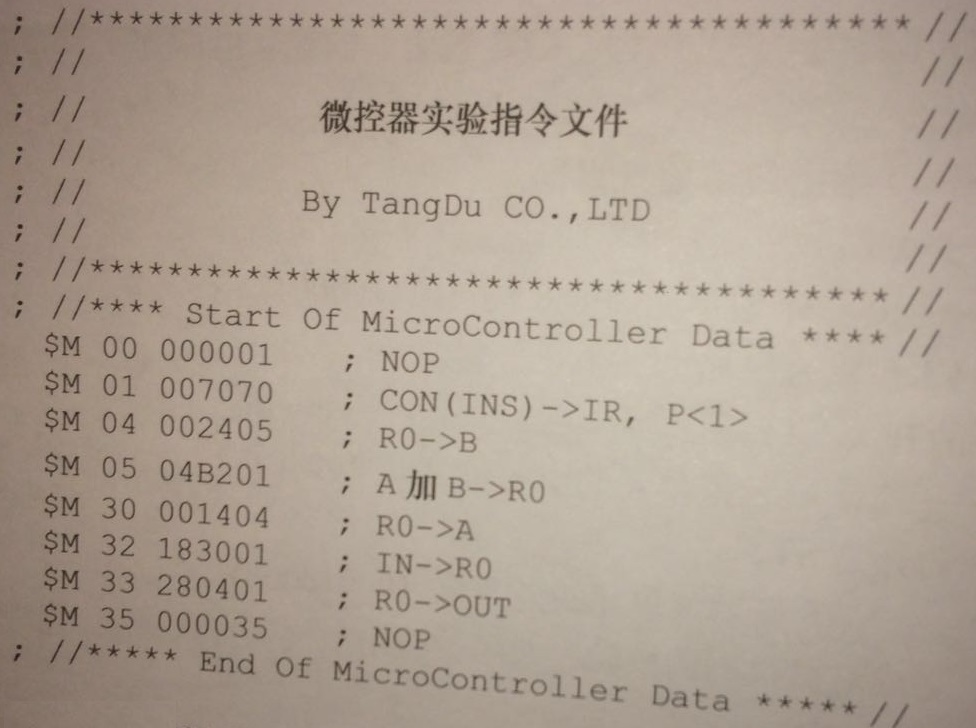 ; //*****************************************//
; // //
; // 微控器实验指令文件 //
; // //
; // By TangDu CO.,LTD //
; // //
; //*****************************************//
; //**** Start Of MicroController Data ****//
$M 00 000001 ; NOP
$M 01 007070 ; CON(INS)->IR, P<1>
$M 04 002405 ; R0->B
$M 05 04B201 ; A加B->R0
$M 30 001404 ; R0->A
$M 32 183001 ; IN->R0
$M 33 280401 ; R0->OUT
$M 35 000035 ; NOP
; //***** End Of MicroController Data *****//